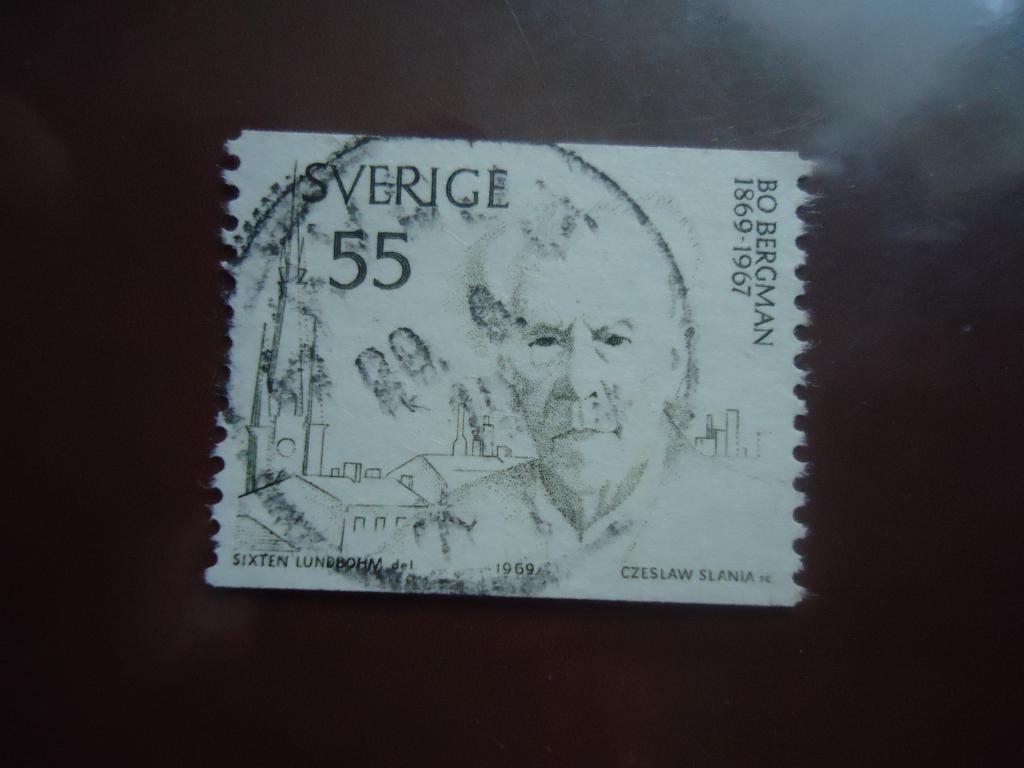 SVERIGE
55
BO BERGMAN
1869-1967
SIXTEN LUNDBOHM del. 1969 CZESLAW SLANIA sc.